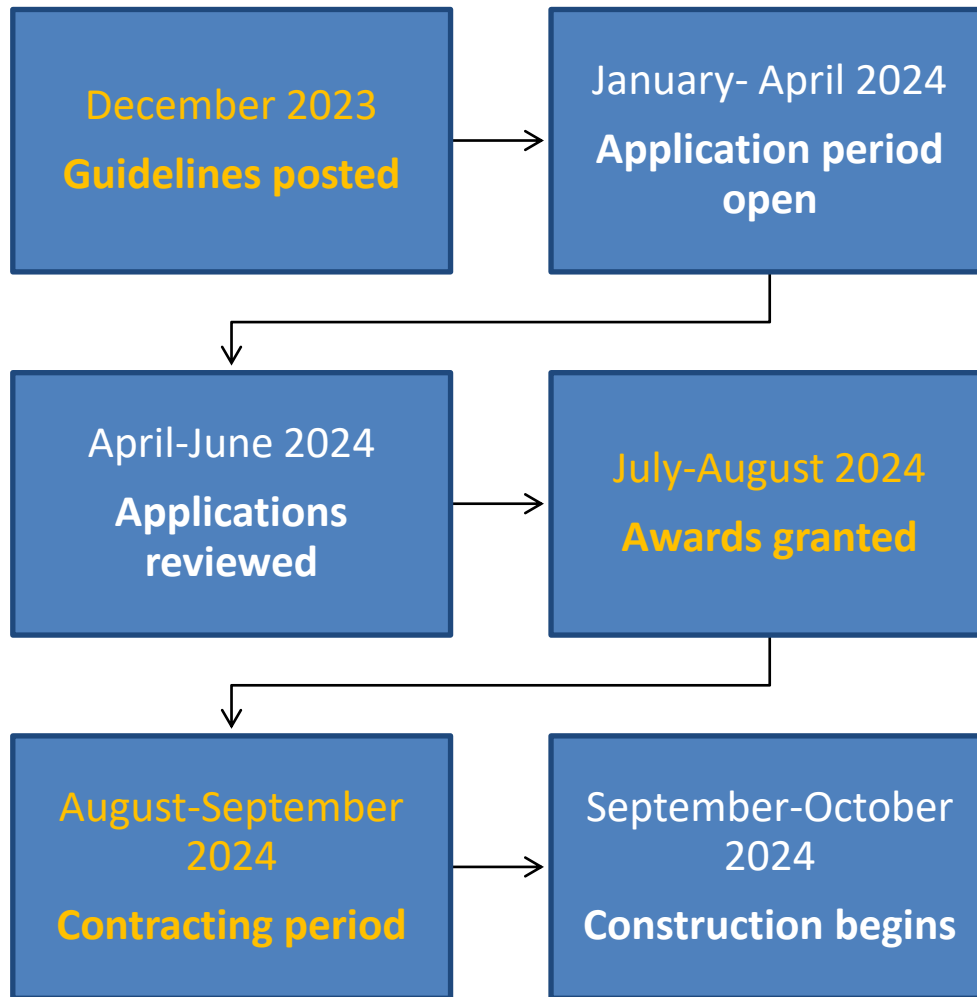 December 2023
Guidelines posted
January- April 2024
Application period
open
April-June 2024
Applications
reviewed
July-August 2024
Awards granted
August-September
2024
Contracting period
September-October
2024
Construction begins